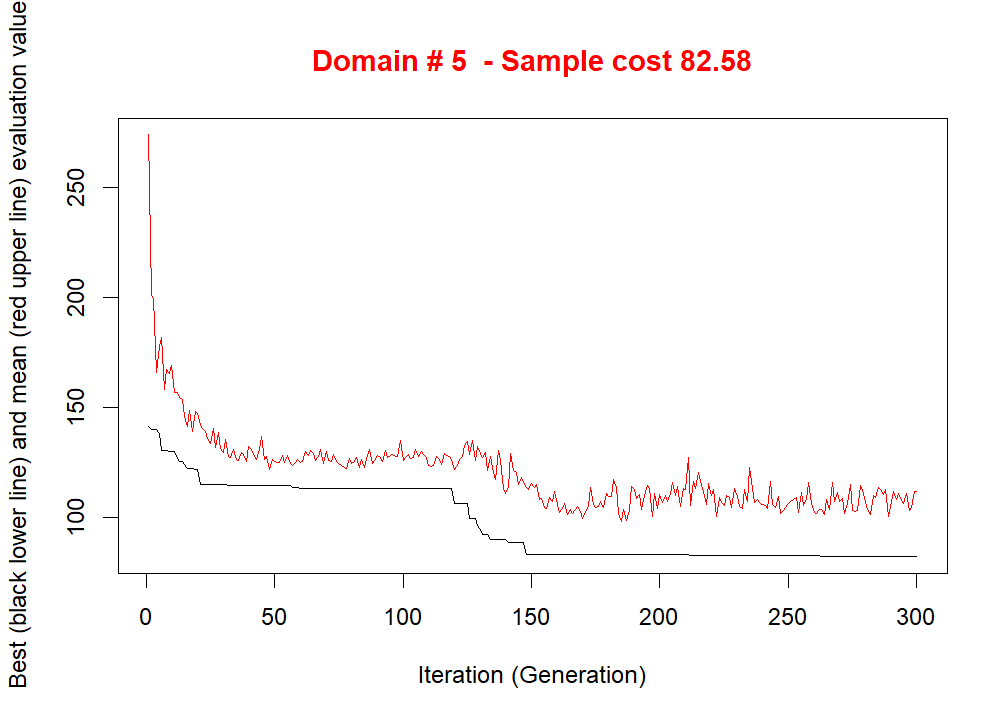 Domain # 5  - Sample cost 82.58
Best (black lower line) and mean (red upper line) evaluation value
250
200
150
100
0 50 100 150 200 250 300
Iteration (Generation)